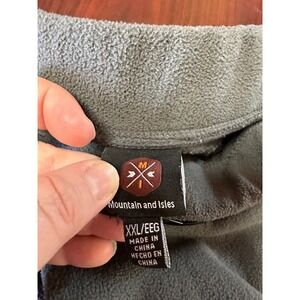 M
I
Mountain and Isles
XXL/EEG
MADE IN
CHINA
HECHO EN
CHINA